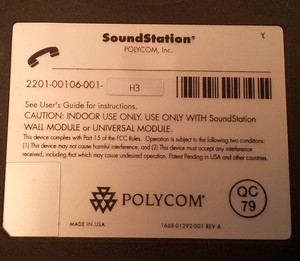 SoundStation®
POLYCOM, Inc.
2201-00106-001- H3
See User's Guide for instructions.
CAUTION: INDOOR USE ONLY. USE ONLY WITH SoundStation
WALL MODULE or UNIVERSAL MODULE.
This device complies with Part 15 of the FCC Rules. Operation is subject to the following two conditions:
(1) This device may not cause harmful interference, and (2) This device must accept any interference
received, including that which may cause undesired operation. Patent Pending in USA and other countries.
POLYCOM®
QC
79
MADE IN USA
1668-01292-001 REV A